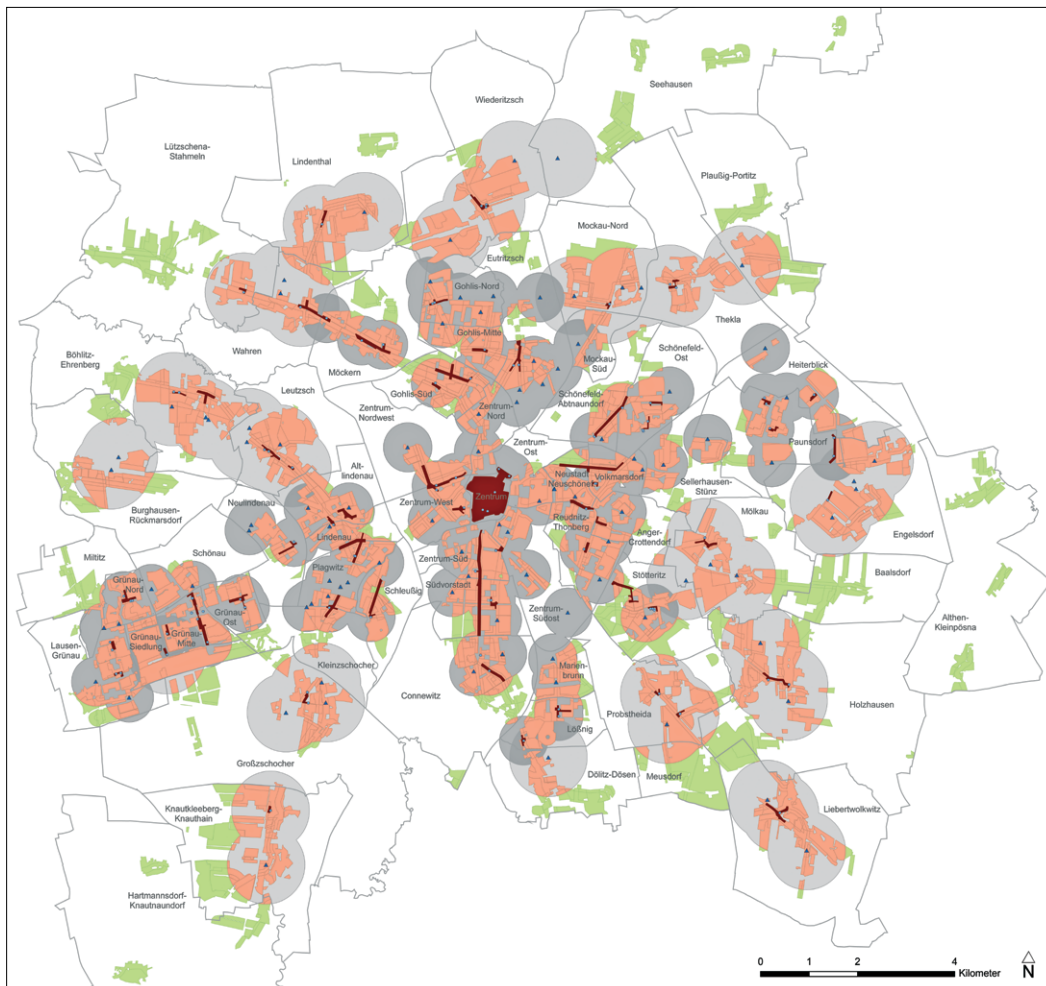 Seehausen
Wiederitzsch
Lützschena-
Stahmeln
Lindenthal
Plaußig-Portitz
Mockau-Nord
Eutritzsch
Gohlis-Nord
Thekla
Gohlis-Mitte
Wahren
Böhlitz-
Ehrenberg
Möckern
Mockau-
Süd
Schönefeld-
Ost
Heiterblick
Leutzsch
Gohlis-Süd
Zentrum-
Nord
Schönefeld-
Abtnaundorf
Zentrum-
Nordwest
Paunsdorf
Alt-
lindenau
Zentrum-
Ost
Neustadt
Neuschönefeld
Volkmarsdorf
Sellerhausen-
Stünz
Neulindenau
Zentrum-West
Zentrum
Burghausen-
Rückmarsdorf
Reudnitz-
Thonberg
Mölkau
Engelsdorf
Lindenau
Anger-
Crottendorf
Miltitz
Schönau
Zentrum-Süd
Baalsdorf
Plagwitz
Stötteritz
Grünau-
Nord
Südvorstadt
Schleußig
Grünau-
Ost
Zentrum-
Südost
Althen-
Kleinpösna
Lausen-
Grünau
Grünau-
Siedlung
Grünau-
Mitte
Kleinzschocher
Marien-
brunn
Connewitz
Holzhausen
Probstheida
Lößnig
Großzschocher
Dölitz-Dösen
Meusdorf
Knautkleeberg-
Knauthain
Liebertwolkwitz
Hartmannsdorf-
Knautnaundorf
0 1 2 4
Kilometer
N